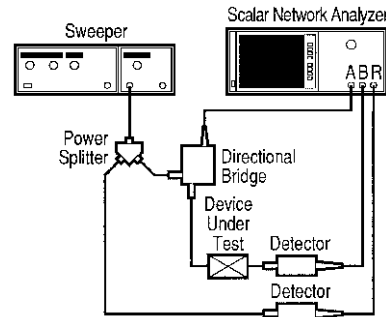 Scalar Network Analyzer
Sweeper
A B R
Power
Splitter
Directional
Bridge
Device
Under
Test
Detector
Detector